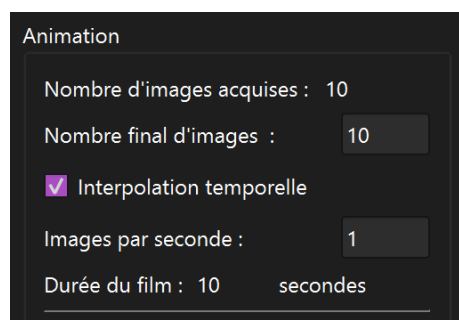 Animation
Nombre d'images acquises : 10
Nombre final d'images : 10
Interpolation temporelle
Images par seconde : 1
Durée du film : 10 secondes